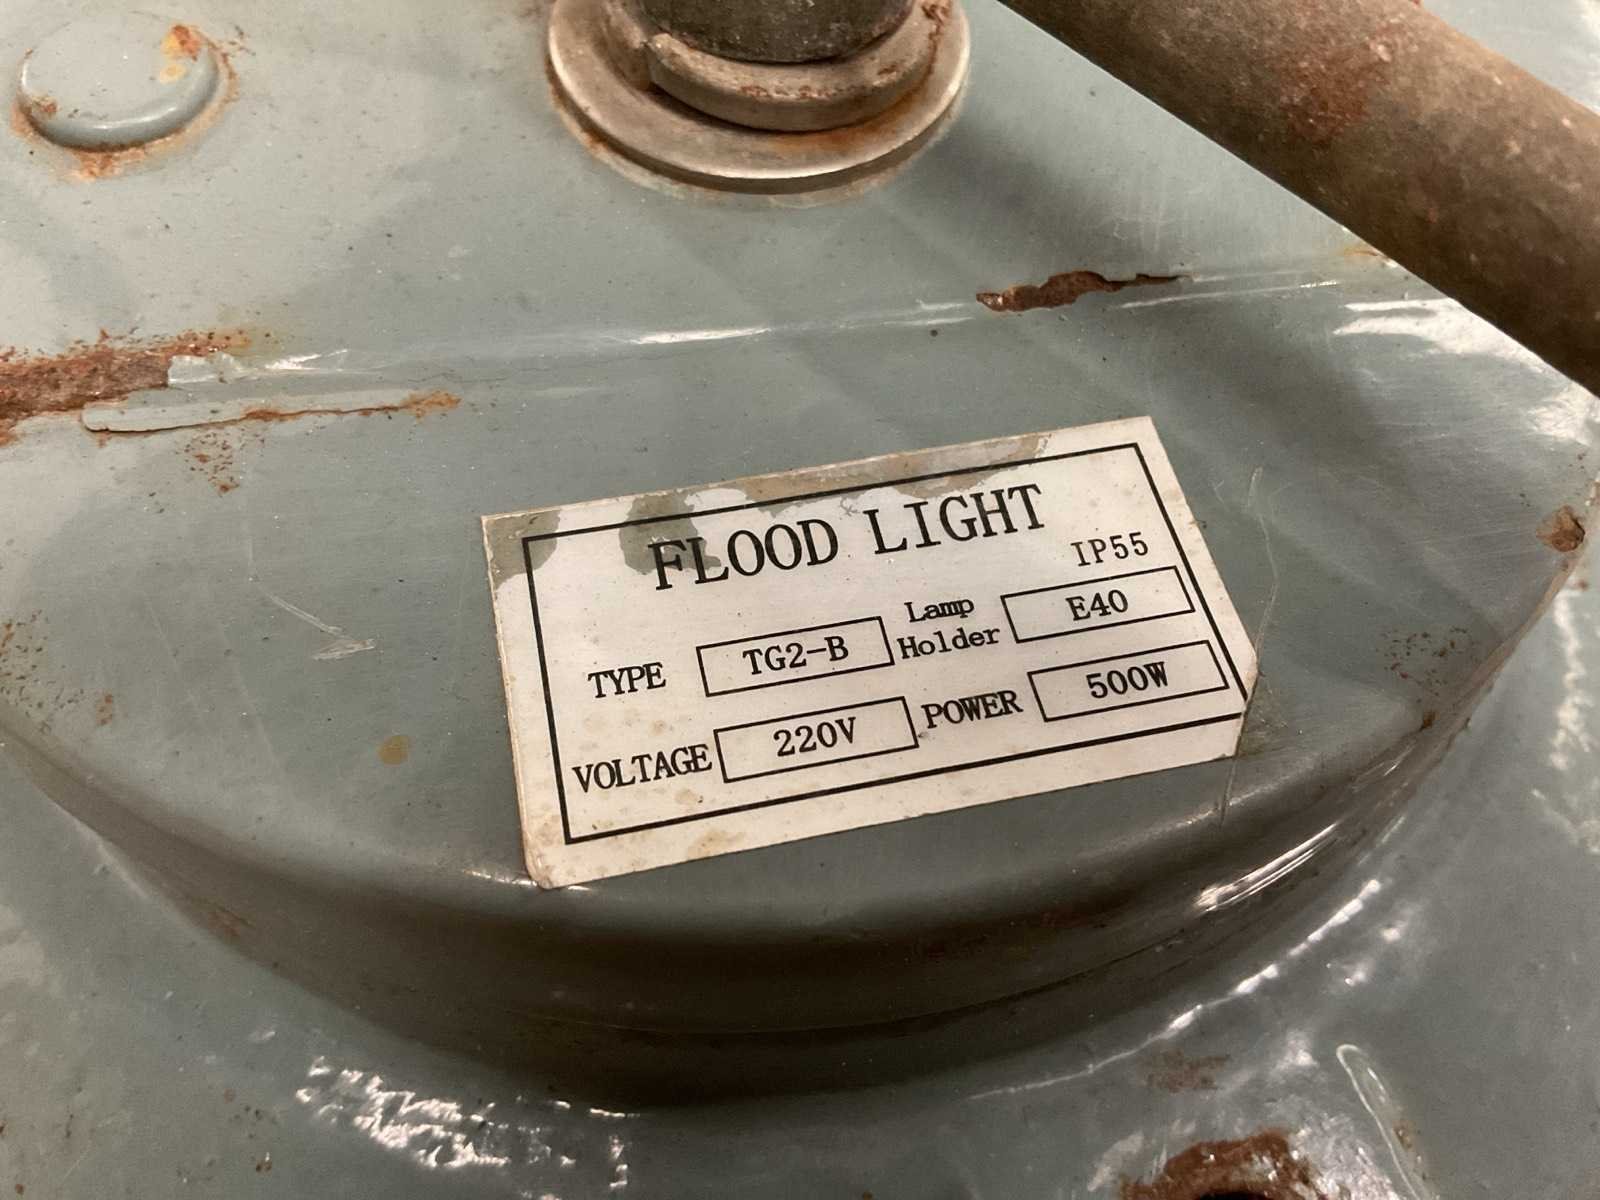 FLOOD LIGHT
IP55
TYPE TG2-B Lamp Holder E40
VOLTAGE 220V POWER 500W